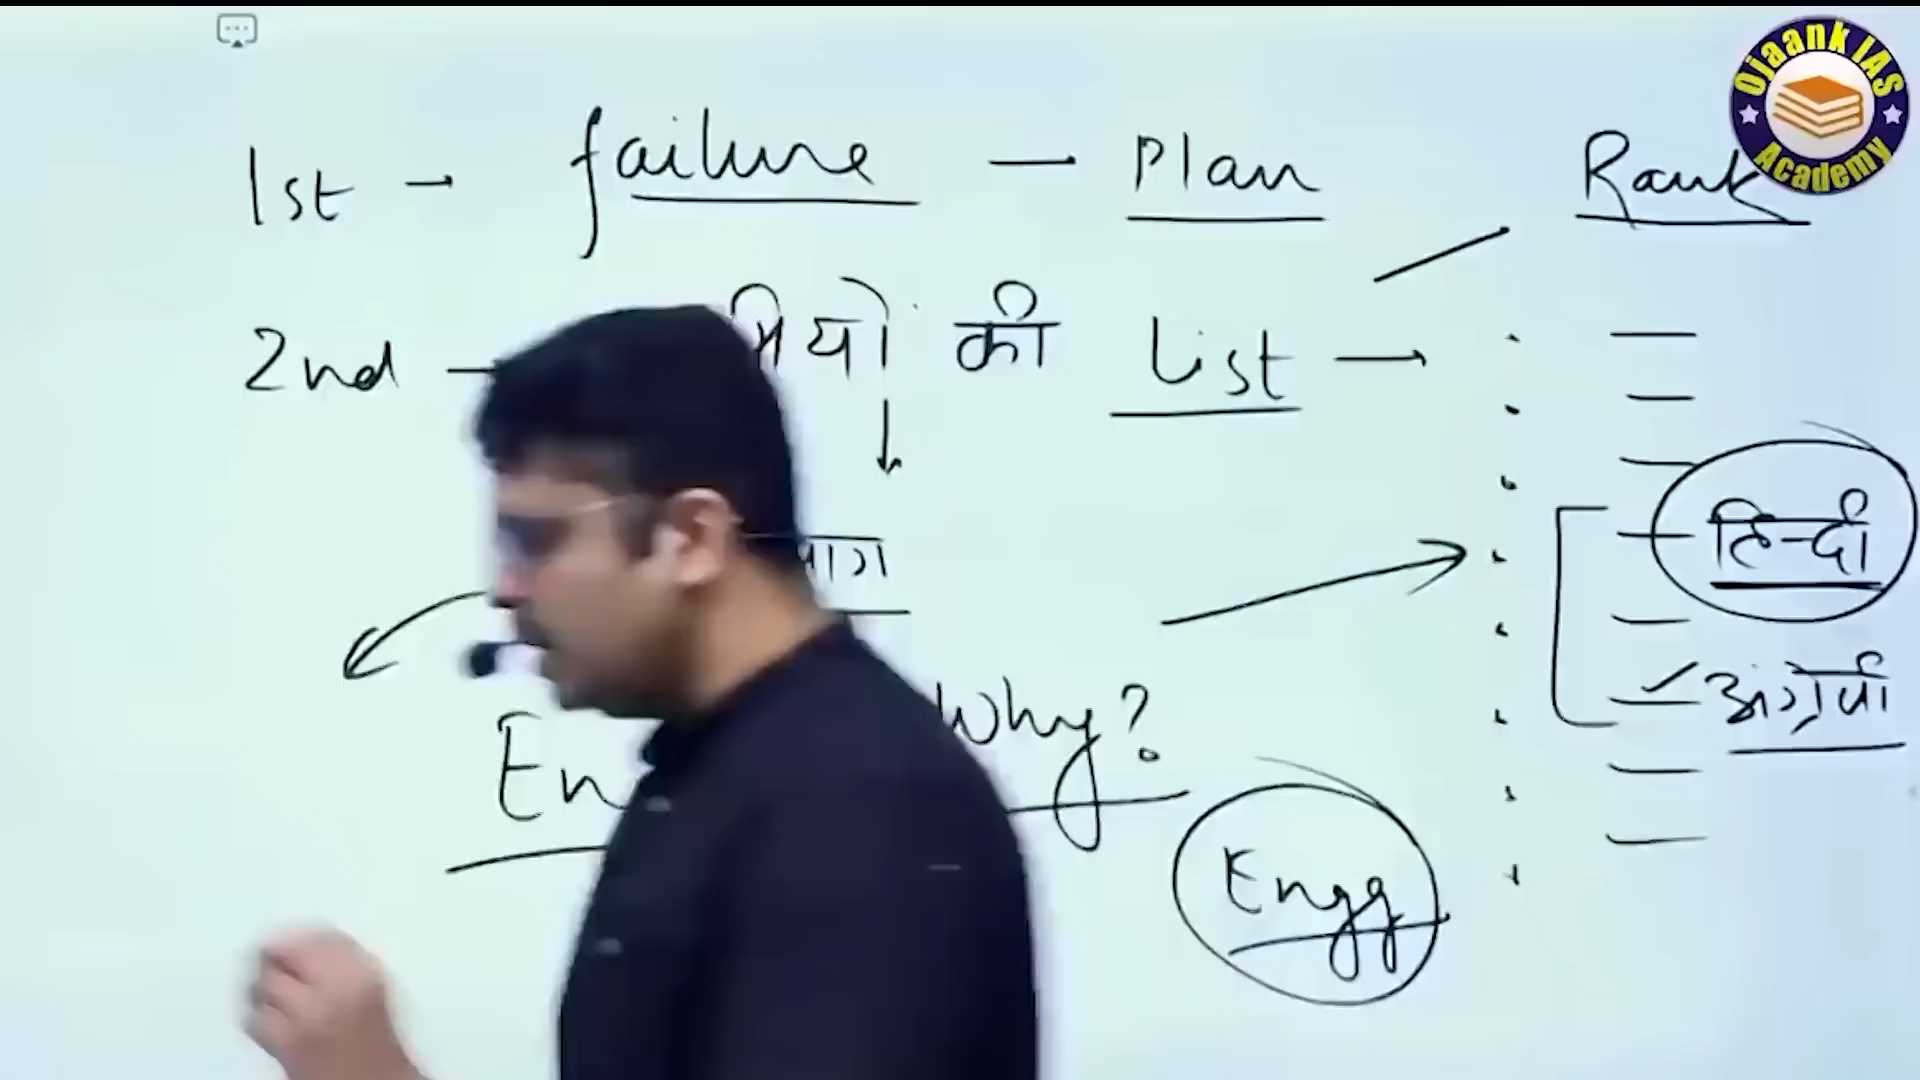 Ojaank IAS Academy
1st → failure — Plan Rank
2nd — मियों की List →
हिन्दी
अंग्रेजी
Why?
Engg